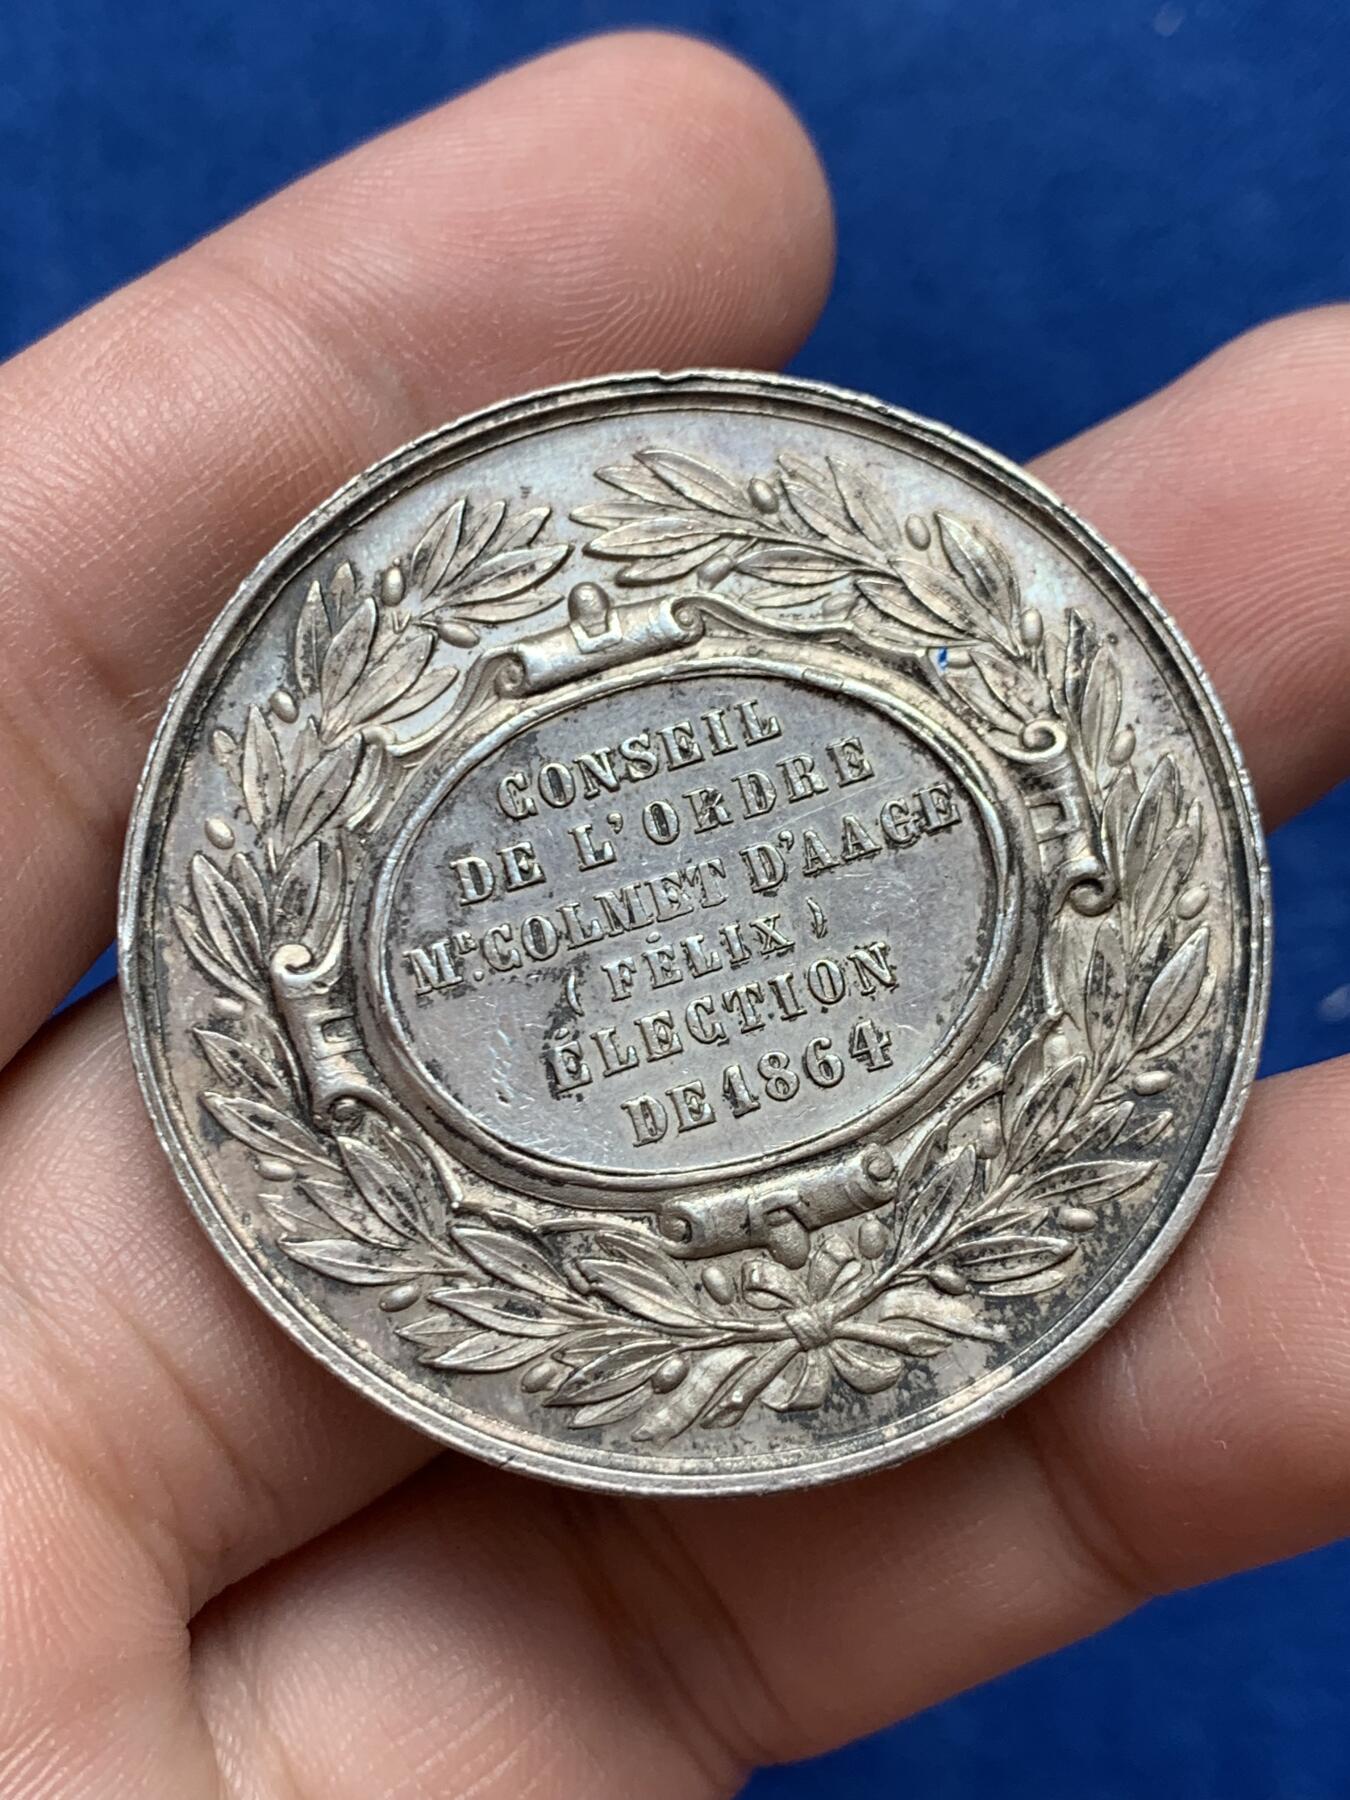 CONSEIL
DE L'ORDRE
MR. COLMET D'AAGE
( FÉLIX )
ÉLECTION
DE 1864